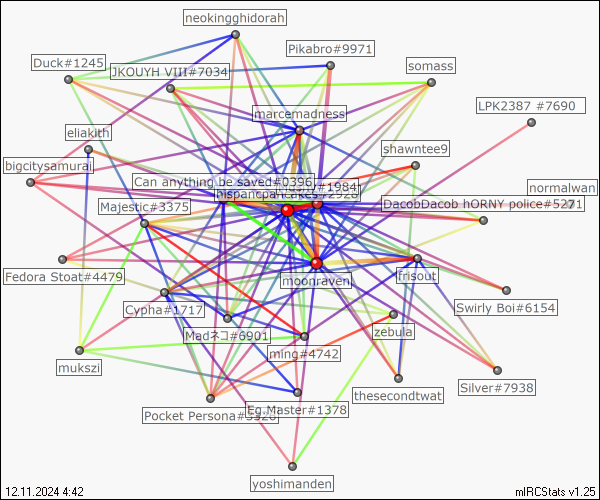 neokingghidorah
Pikabro#9971
Duck#1245
JKOUYH VIII#7034
somass
LPK2387 #7690
marcemadness
eliakith
shawntee9
bigcitysamurai
Can anything be saved#0396
#1984
normalwan
Majestic#3375
DacobDacob hORNY police#5271
Fedora Stoat#4479
moonraven
frisout
Cypha#1717
Swirly Boi#6154
Madネコ#6901
zebula
ming#4742
mukszi
Silver#7938
thesecondtwat
Pocket Persona
Eg.Master#1378
yoshimanden
12.11.2024 4:42
mIRCStats v1.25